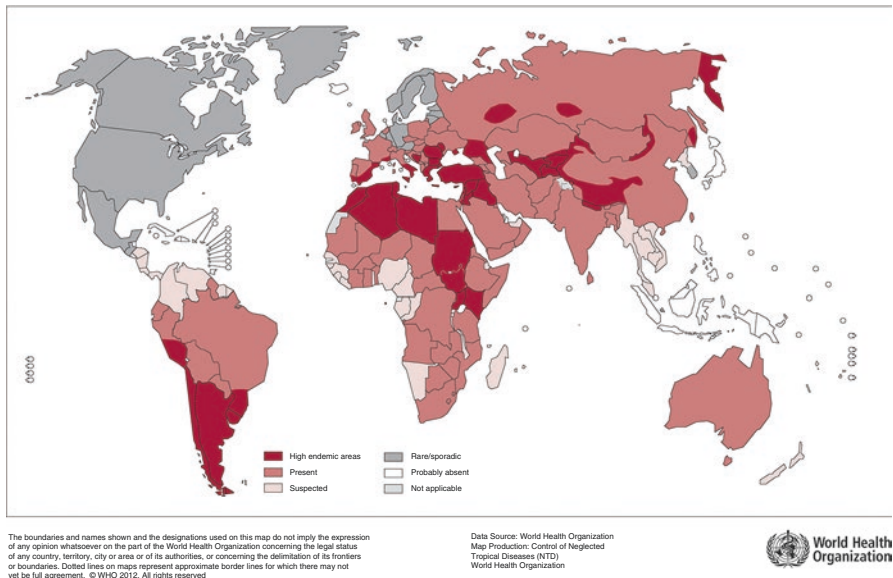 High endemic areas
Present
Suspected
Rare/sporadic
Probably absent
Not applicable
The boundaries and names shown and the designations used on this map do not imply the expression
of any opinion whatsoever on the part of the World Health Organization concerning the legal status
of any country, territory, city or area or of its authorities, or concerning the delimitation of its frontiers
or boundaries. Dotted lines on maps represent approximate border lines for which there may not
yet be full agreement. © WHO 2012. All rights reserved
Data Source: World Health Organization
Map Production: Control of Neglected
Tropical Diseases (NTD)
World Health Organization
World Health
Organization